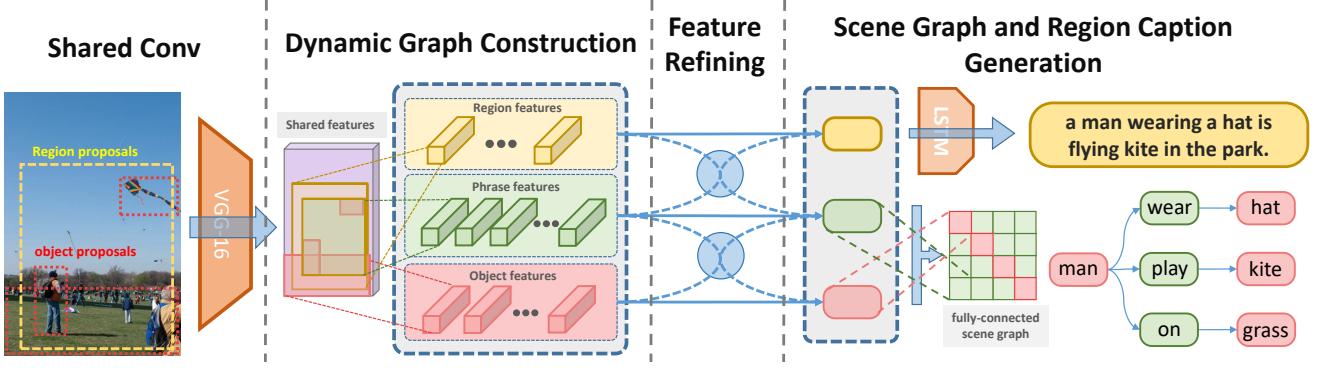 Shared Conv
Dynamic Graph Construction
Feature
Refining
Scene Graph and Region Caption
Generation
Region proposals
object proposals
VGG-16
Shared features
Region features
Phrase features
Object features
LSTM
a man wearing a hat is
flying kite in the park.
fully-connected
scene graph
man
wear
hat
play
kite
on
grass